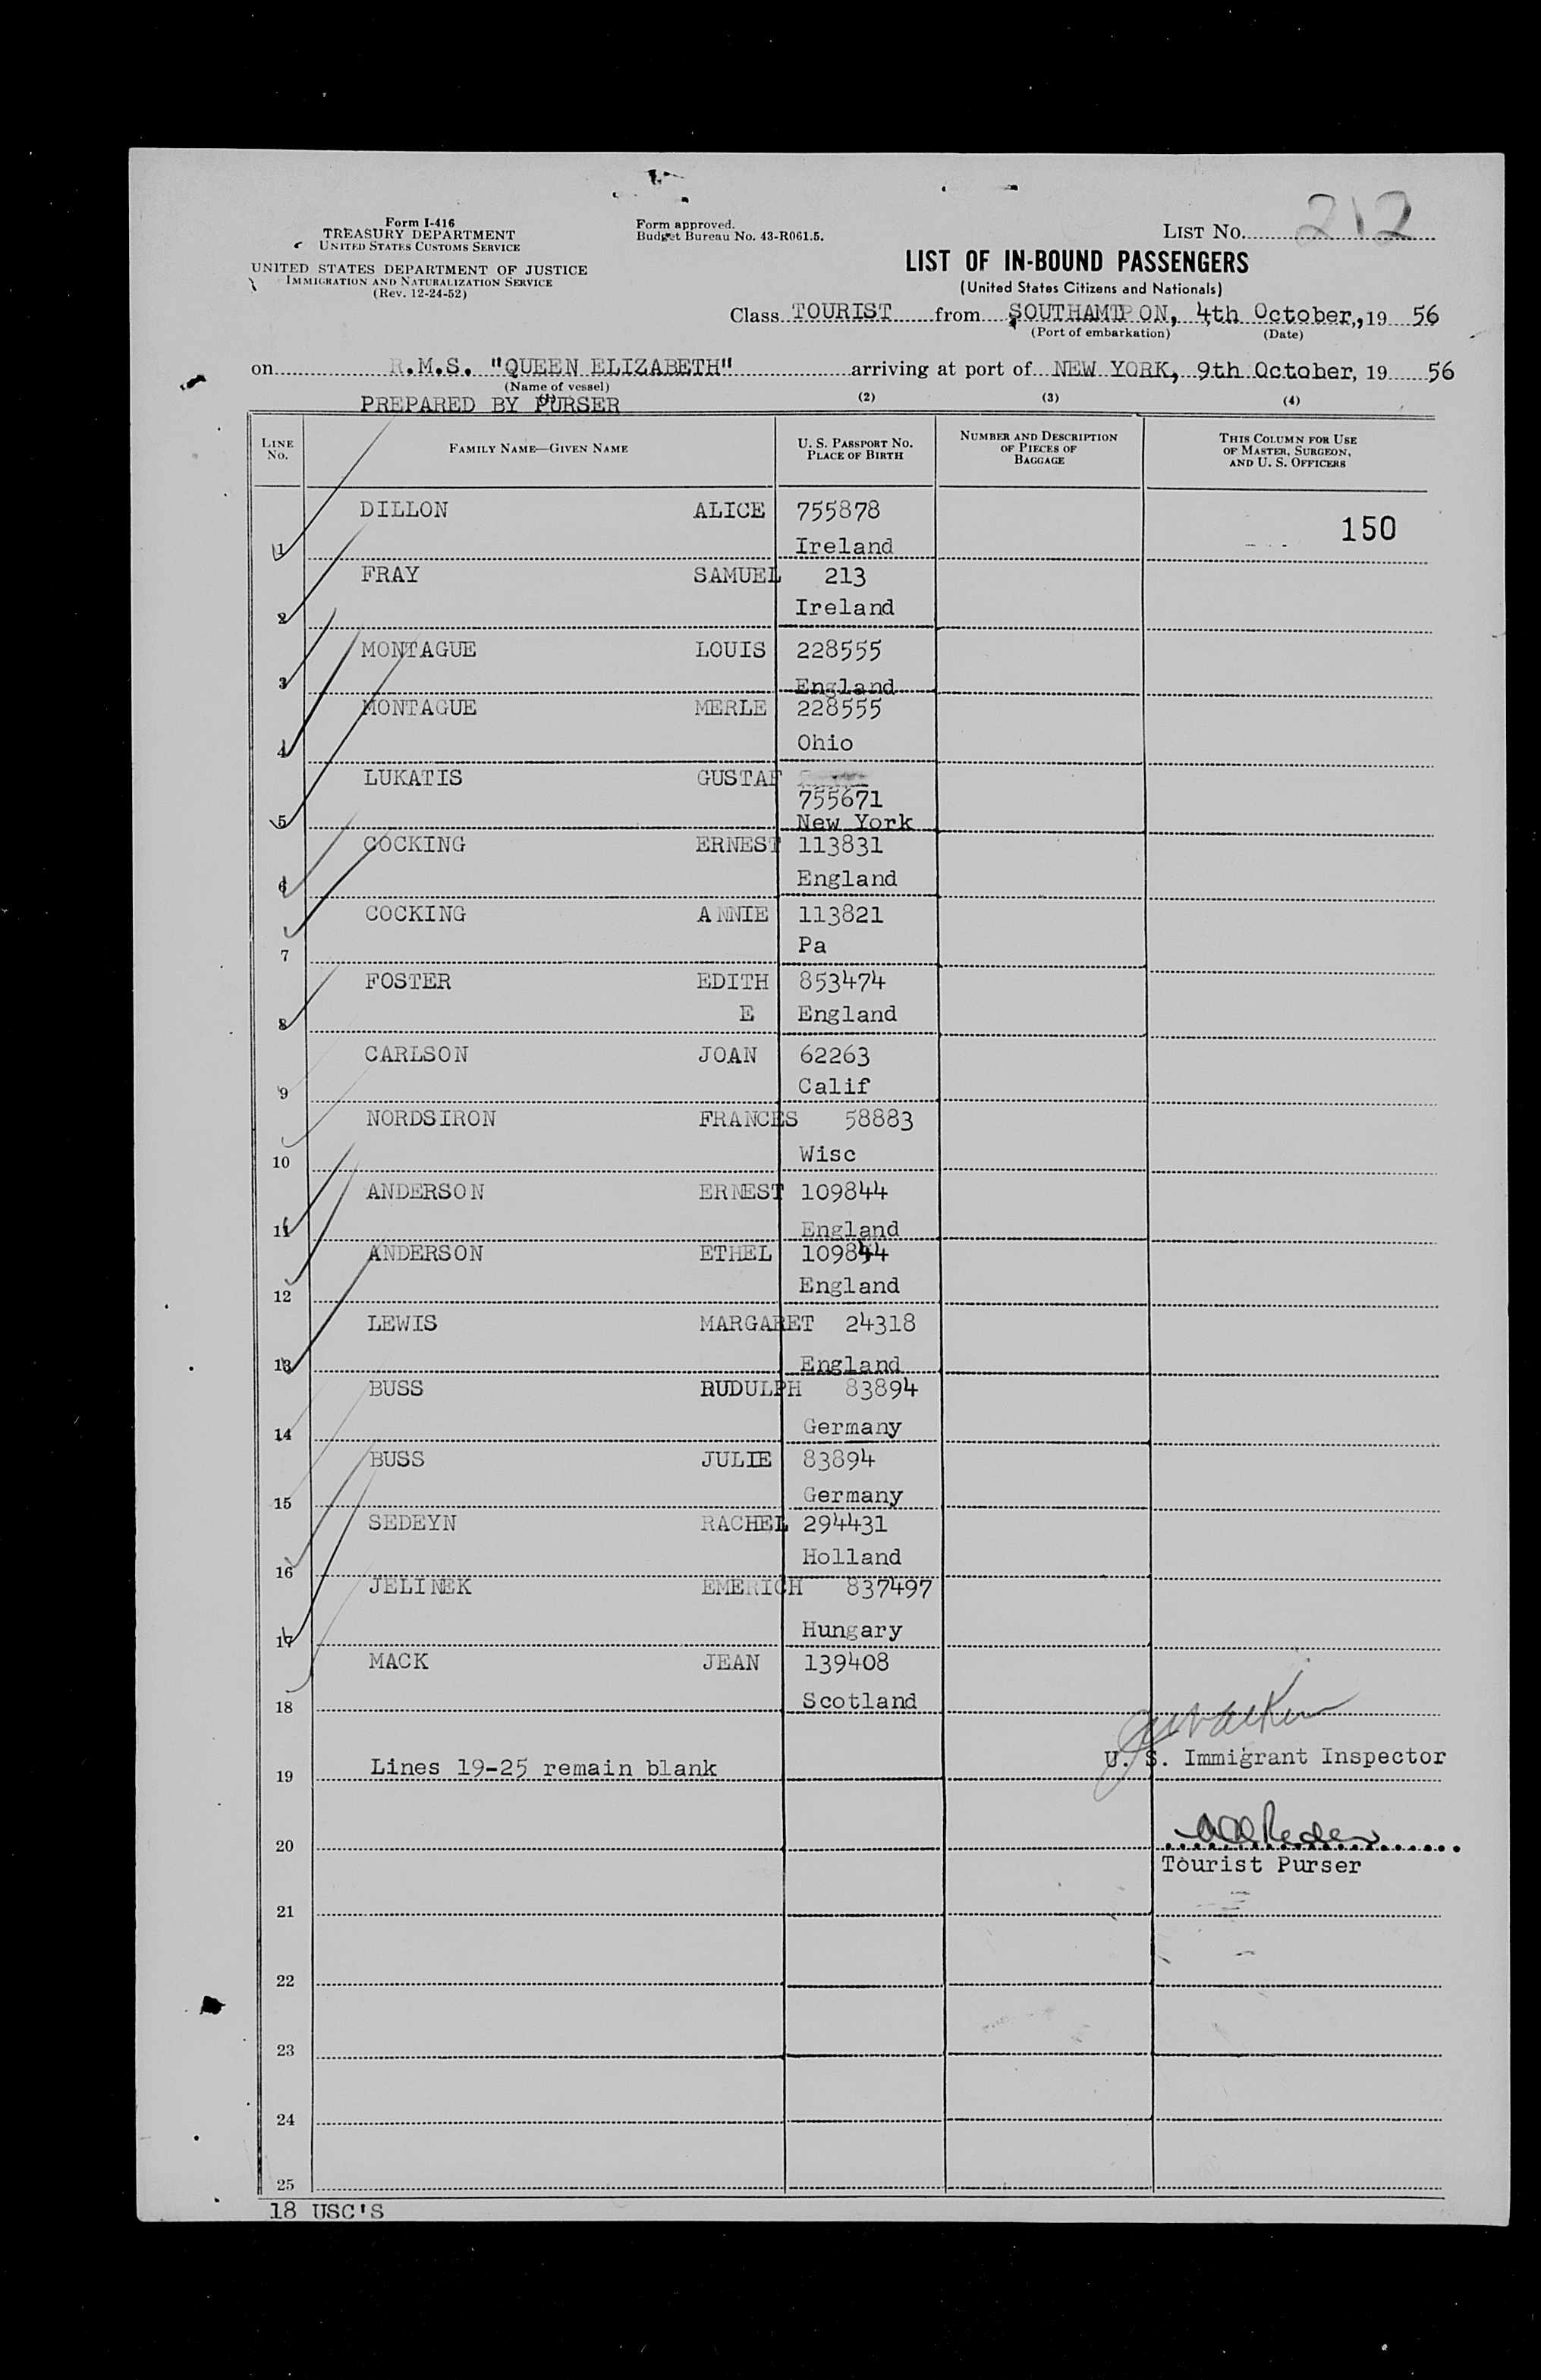 Form I-416
TREASURY DEPARTMENT
UNITED STATES CUSTOMS SERVICE
UNITED STATES DEPARTMENT OF JUSTICE
IMMIGRATION AND NATURALIZATION SERVICE
(Rev. 12-24-52)
Form approved.
Budget Bureau No. 43-R061.5.
LIST NO. 212
LIST OF IN-BOUND PASSENGERS
(United States Citizens and Nationals)
Class TOURIST from SOUTHAMTPON, 4th October, , 19 56
(Port of embarkation) (Date)
on R.M.S. "QUEEN ELIZABETH" arriving at port of NEW YORK, 9th October, 19 56
(Name of vessel)
PREPARED BY PURSER (1) (2) (3) (4)
LINE NO. FAMILY NAME—GIVEN NAME U. S. PASSPORT NO. PLACE OF BIRTH NUMBER AND DESCRIPTION OF PIECES OF BAGGAGE THIS COLUMN FOR USE OF MASTER, SURGEON, AND U. S. OFFICERS
DILLON ALICE 755878
150
1 Ireland
FRAY SAMUEL 213
2 Ireland
MONTAGUE LOUIS 228555
3 England
MONTAGUE MERLE 228555
4 Ohio
LUKATIS GUSTAF
755671
5 New York
COCKING ERNEST 113831
6 England
COCKING ANNIE 113821
7 Pa
FOSTER EDITH 853474
8 E England
CARLSON JOAN 62263
9 Calif
NORDSIRON FRANCES 58883
10 Wisc
ANDERSON ERNEST 109844
11 England
ANDERSON ETHEL 109844
12 England
LEWIS MARGARET 24318
13 England
BUSS RUDULPH 83894
14 Germany
BUSS JULIE 83894
15 Germany
SEDEYN RACHEL 294431
16 Holland
JELINEK EMERICH 837497
17 Hungary
MACK JEAN 139408
18 Scotland
U. S. Immigrant Inspector
19 Lines 19-25 remain blank
20
Tourist Purser
21
22
23
24
25
18 USC'S